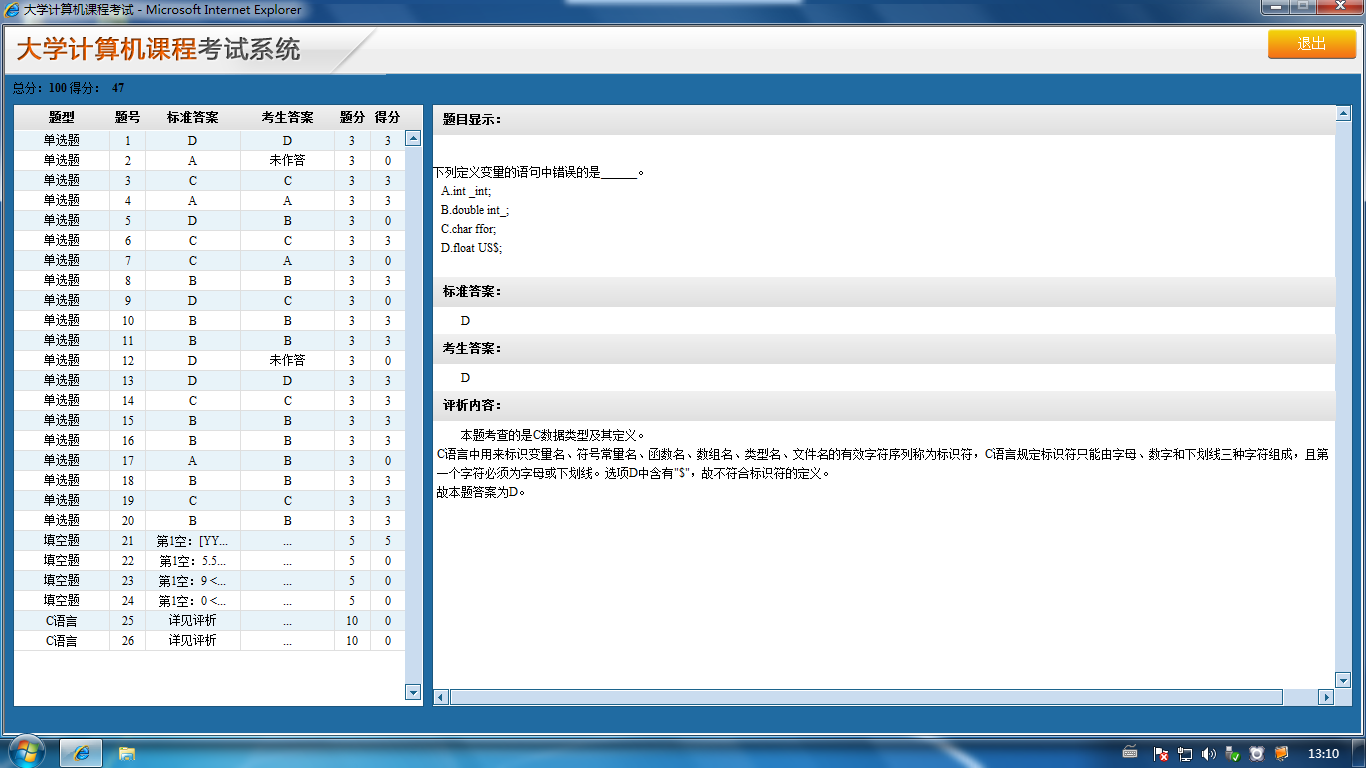 大学计算机课程考试 - Microsoft Internet Explorer
大学计算机课程考试系统
退出
总分：100 得分： 47
题型 题号 标准答案 考生答案 题分 得分
单选题 1 D D 3 3
单选题 2 A 未作答 3 0
单选题 3 C C 3 3
单选题 4 A A 3 3
单选题 5 D B 3 0
单选题 6 C C 3 3
单选题 7 C A 3 0
单选题 8 B B 3 3
单选题 9 D C 3 0
单选题 10 B B 3 3
单选题 11 B B 3 3
单选题 12 D 未作答 3 0
单选题 13 D D 3 3
单选题 14 C C 3 3
单选题 15 B B 3 3
单选题 16 B B 3 3
单选题 17 A B 3 0
单选题 18 B B 3 3
单选题 19 C C 3 3
单选题 20 B B 3 3
填空题 21 第1空：[YY... ... 5 5
填空题 22 第1空：5.5... ... 5 0
填空题 23 第1空：9 <... ... 5 0
填空题 24 第1空：0 <... ... 5 0
C语言 25 详见评析 ... 10 0
C语言 26 详见评析 ... 10 0
题目显示：
下列定义变量的语句中错误的是______。
A.int _int;
B.double int_;
C.char ffor;
D.float US$;
标准答案：
D
考生答案：
D
评析内容：
本题考查的是C数据类型及其定义。
C语言中用来标识变量名、符号常量名、函数名、数组名、类型名、文件名的有效字符序列称为标识符，C语言规定标识符只能由字母、数字和下划线三种字符组成，且第
一个字符必须为字母或下划线。选项D中含有"$"，故不符合标识符的定义。
故本题答案为D。
13:10